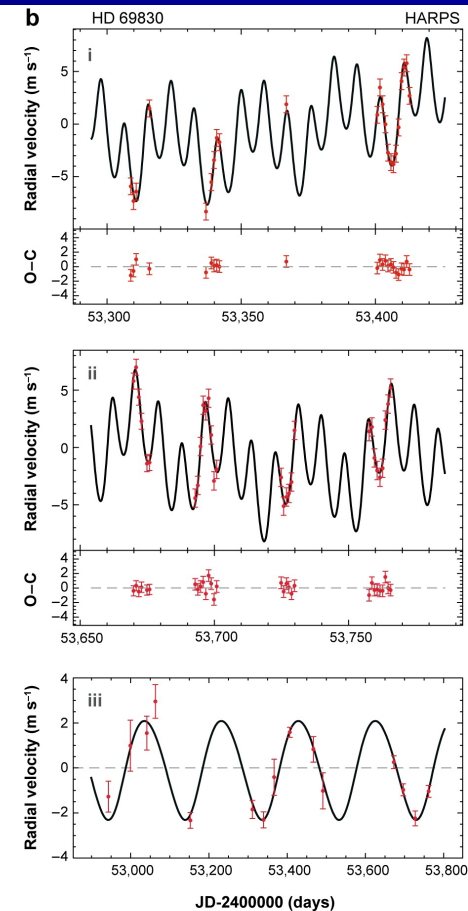 b HD 69830 HARPS
i
Radial velocity (m s⁻¹)
5
0
−5
O–C
4
2
0
−2
−4
53,300 53,350 53,400
ii
Radial velocity (m s⁻¹)
5
0
−5
O–C
4
2
0
−2
−4
53,650 53,700 53,750
iii
Radial velocity (m s⁻¹)
4
2
0
−2
−4
53,000 53,200 53,400 53,600 53,800
JD-2400000 (days)